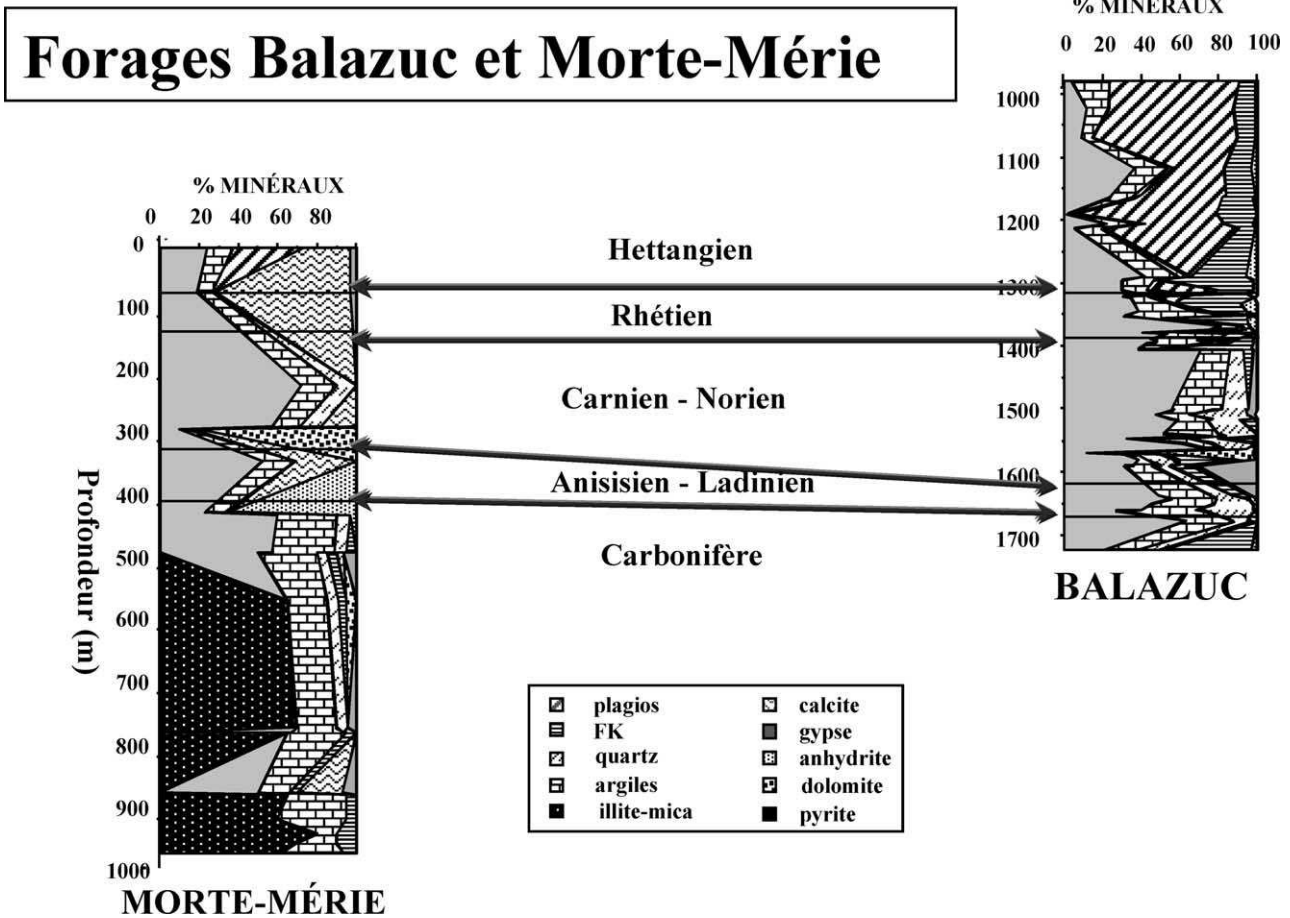 Forages Balazuc et Morte-Mérie
% MINÉRAUX
0 20 40 60 80 100
1000
1100
1200
1300
1400
1500
1600
1700
BALAZUC
% MINÉRAUX
0 20 40 60 80
0
100
200
300
400
500
600
700
800
900
1000
Profondeur (m)
MORTE-MÉRIE
Hettangien
Rhétien
Carnien - Norien
Anisisien - Ladinien
Carbonifère
plagios
FK
quartz
argiles
illite-mica
calcite
gypse
anhydrite
dolomite
pyrite